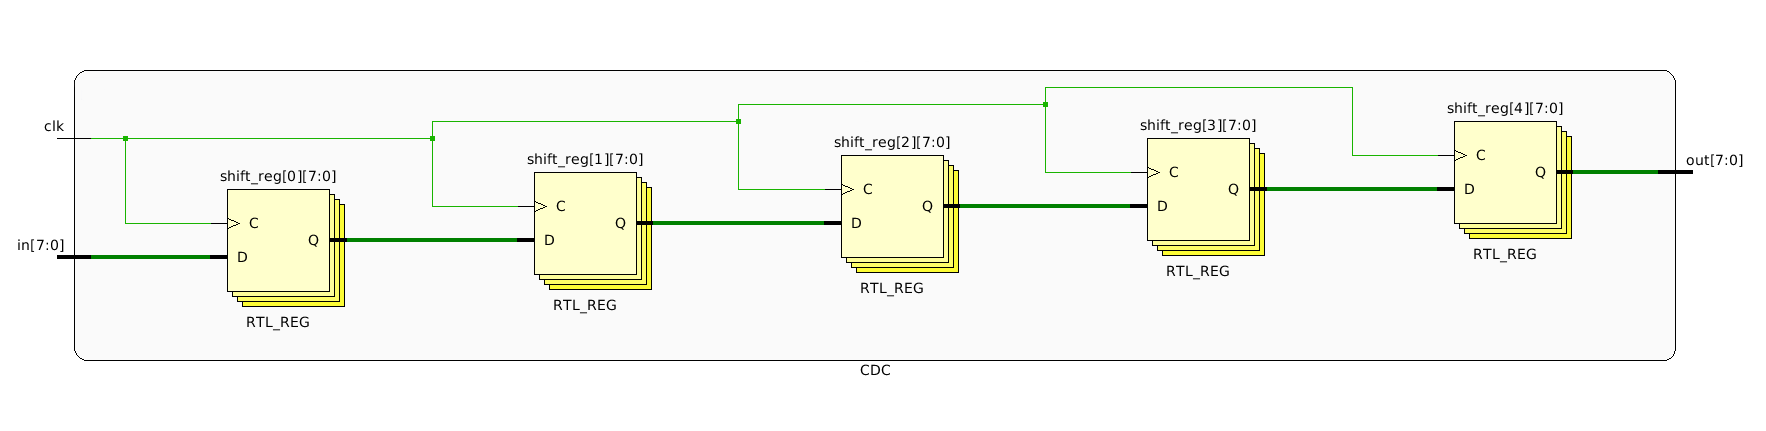 clk
in[7:0]
shift_reg[0][7:0]
C
D
Q
RTL_REG
shift_reg[1][7:0]
C
D
Q
RTL_REG
shift_reg[2][7:0]
C
D
Q
RTL_REG
shift_reg[3][7:0]
C
D
Q
RTL_REG
shift_reg[4][7:0]
C
D
Q
RTL_REG
out[7:0]
CDC